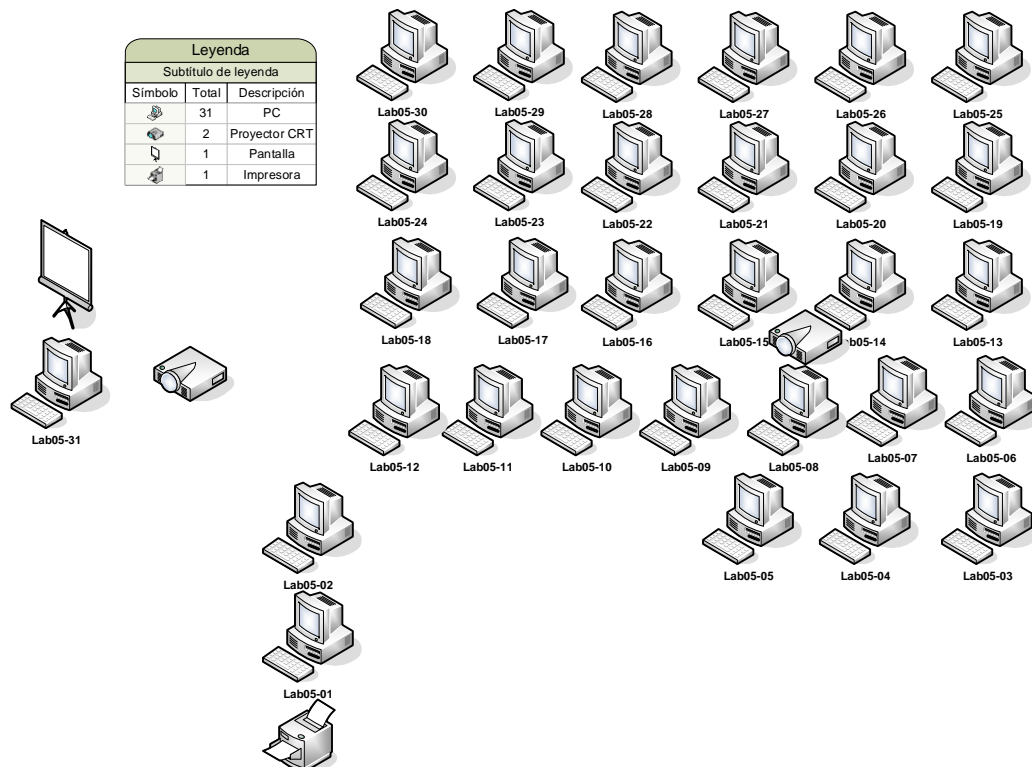 Leyenda
Subtítulo de leyenda
Símbolo Total Descripción
31 PC
2 Proyector CRT
1 Pantalla
1 Impresora
Lab05-30 Lab05-29 Lab05-28 Lab05-27 Lab05-26 Lab05-25
Lab05-24 Lab05-23 Lab05-22 Lab05-21 Lab05-20 Lab05-19
Lab05-18 Lab05-17 Lab05-16 Lab05-15 Lab05-14 Lab05-13
Lab05-31
Lab05-12 Lab05-11 Lab05-10 Lab05-09 Lab05-08 Lab05-07 Lab05-06
Lab05-05 Lab05-04 Lab05-03
Lab05-02
Lab05-01